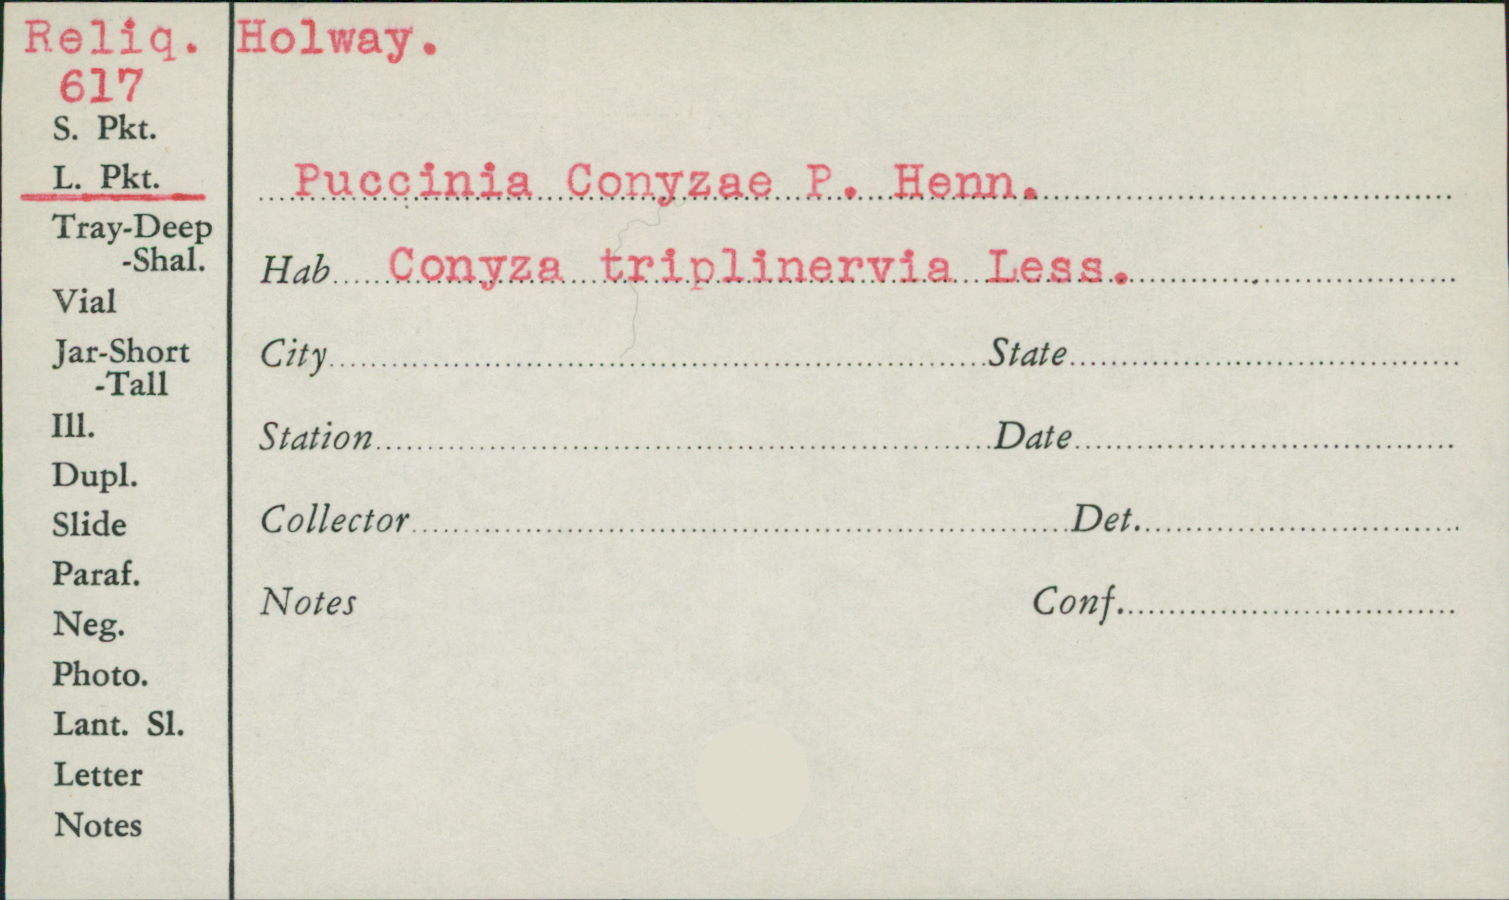 Reliq. Holway.
617
S. Pkt.
L. Pkt.
Tray-Deep
-Shal.
Vial
Jar-Short
-Tall
Ill.
Dupl.
Slide
Paraf.
Neg.
Photo.
Lant. Sl.
Letter
Notes
Puccinia Conyzae P. Henn.
Hab Conyza triplinervia Less.
City State
Station Date
Collector Det.
Notes Conf.